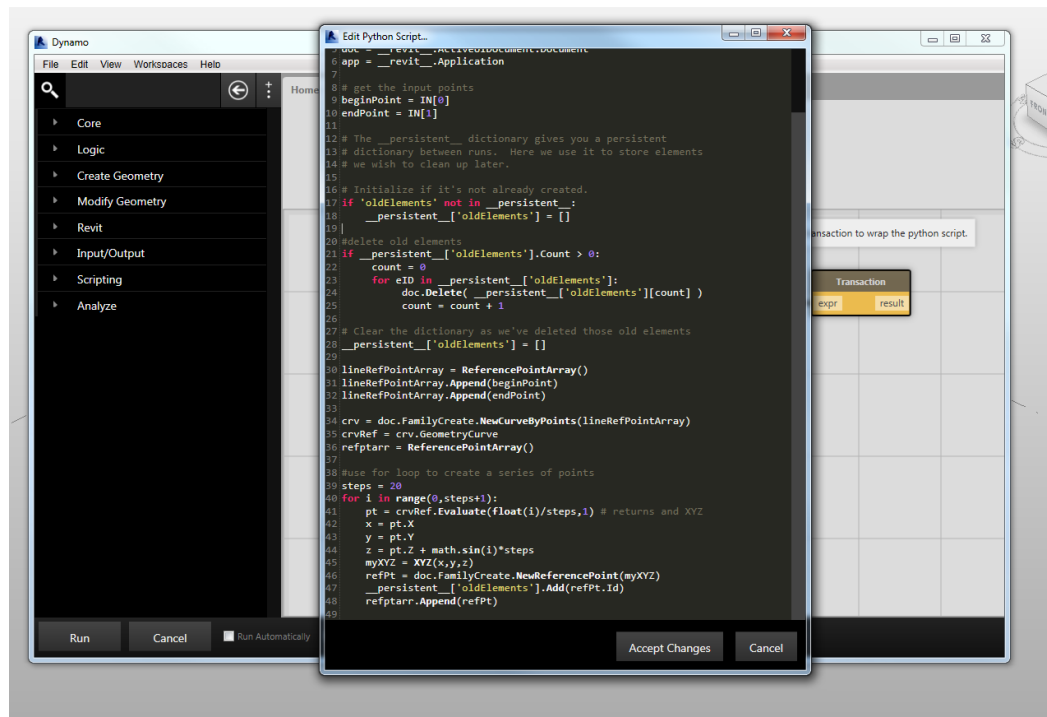 Dynamo
File Edit View Workspaces Help
Home
Core
Logic
Create Geometry
Modify Geometry
Revit
Input/Output
Scripting
Analyze
Run Cancel Run Automatically
Edit Python Script...
5 doc = __revit__.ActiveUIDocument.Document
6 app = __revit__.Application
7
8 # get the input points
9 beginPoint = IN[0]
10 endPoint = IN[1]
11
12 # The __persistent__ dictionary gives you a persistent
13 # dictionary between runs.  Here we use it to store elements
14 # we wish to clean up later.
15
16 # Initialize if it's not already created.
17 if 'oldElements' not in __persistent__:
18     __persistent__['oldElements'] = []
19
20 #delete old elements
21 if __persistent__['oldElements'].Count > 0:
22     count = 0
23     for eID in __persistent__['oldElements']:
24         doc.Delete( __persistent__['oldElements'][count] )
25         count = count + 1
26
27 # Clear the dictionary as we've deleted those old elements
28 __persistent__['oldElements'] = []
29
30 lineRefPointArray = ReferencePointArray()
31 lineRefPointArray.Append(beginPoint)
32 lineRefPointArray.Append(endPoint)
33
34 crv = doc.FamilyCreate.NewCurveByPoints(lineRefPointArray)
35 crvRef = crv.GeometryCurve
36 refptarr = ReferencePointArray()
37
38 #use for loop to create a series of points
39 steps = 20
40 for i in range(0,steps+1):
41     pt = crvRef.Evaluate(float(i)/steps,1) # returns and XYZ
42     x = pt.X
43     y = pt.Y
44     z = pt.Z + math.sin(i)*steps
45     myXYZ = XYZ(x,y,z)
46     refPt = doc.FamilyCreate.NewReferencePoint(myXYZ)
47     __persistent__['oldElements'].Add(refPt.Id)
48     refptarr.Append(refPt)
49
Accept Changes Cancel
ansaction to wrap the python script.
Transaction
expr result
FRON